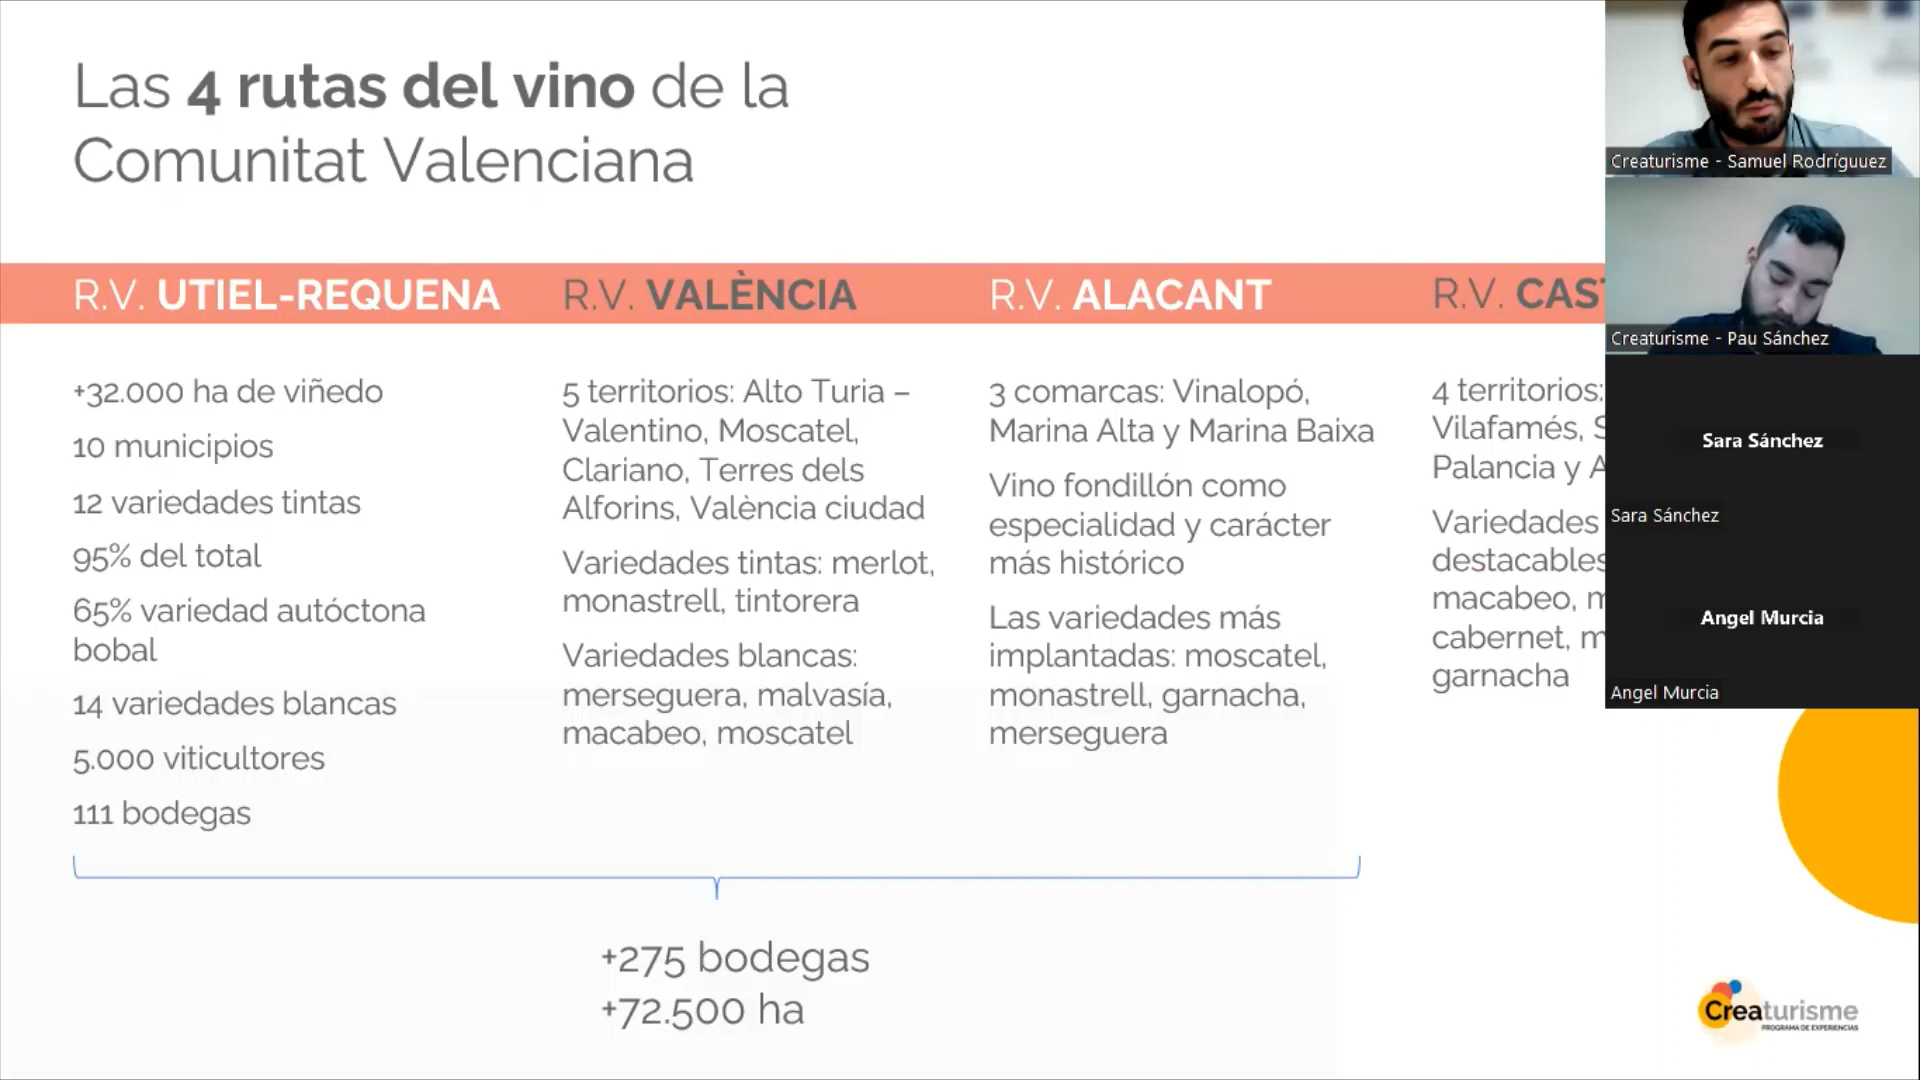 Las 4 rutas del vino de la
Comunitat Valenciana
R.V. UTIEL-REQUENA
+32.000 ha de viñedo
10 municipios
12 variedades tintas
95% del total
65% variedad autóctona
bobal
14 variedades blancas
5.000 viticultores
111 bodegas
R.V. VALÈNCIA
5 territorios: Alto Turia –
Valentino, Moscatel,
Clariano, Terres dels
Alforins, València ciudad
Variedades tintas: merlot,
monastrell, tintorera
Variedades blancas:
merseguera, malvasía,
macabeo, moscatel
R.V. ALACANT
3 comarcas: Vinalopó,
Marina Alta y Marina Baixa
Vino fondillón como
especialidad y carácter
más histórico
Las variedades más
implantadas: moscatel,
monastrell, garnacha,
merseguera
R.V. CAS
4 territorios:
Vilafamés,
Palancia y
Variedades
destacables
macabeo,
cabernet,
garnacha
+275 bodegas
+72.500 ha
Creaturisme - Samuel Rodríguuez
Creaturisme - Pau Sánchez
Sara Sánchez
Sara Sánchez
Angel Murcia
Angel Murcia
Creaturisme
PROGRAMA DE EXPERIENCIAS